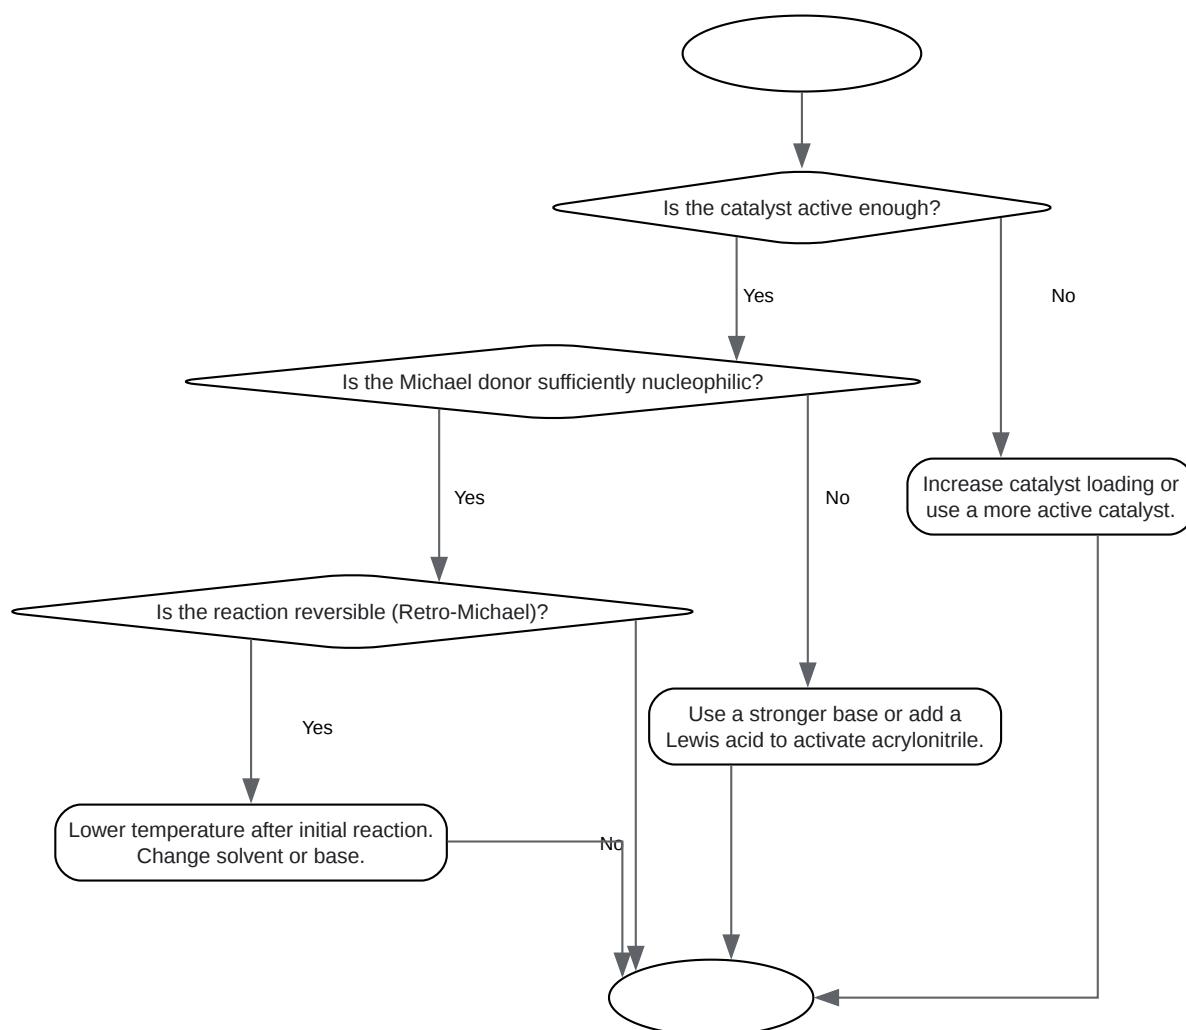 Is the catalyst active enough?
Yes
No
Is the Michael donor sufficiently nucleophilic?
Yes
No
Increase catalyst loading or
use a more active catalyst.
Is the reaction reversible (Retro-Michael)?
Yes
Use a stronger base or add a
Lewis acid to activate acrylonitrile.
Lower temperature after initial reaction.
Change solvent or base.
No